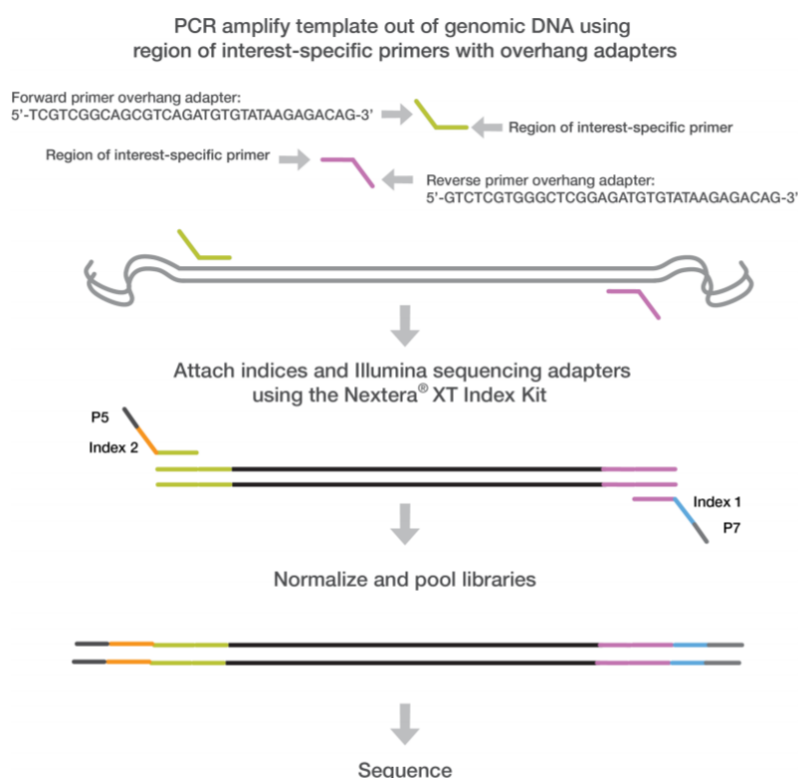 PCR amplify template out of genomic DNA using
region of interest-specific primers with overhang adapters
Forward primer overhang adapter:
5'-TCGTCGGCAGCGTCAGATGTGTATAAGAGACAG-3'
Region of interest-specific primer
Region of interest-specific primer
Reverse primer overhang adapter:
5'-GTCTCGTGGGCTCGGAGATGTGTATAAGAGACAG-3'
Attach indices and Illumina sequencing adapters
using the Nextera® XT Index Kit
P5
Index 2
Index 1
P7
Normalize and pool libraries
Sequence